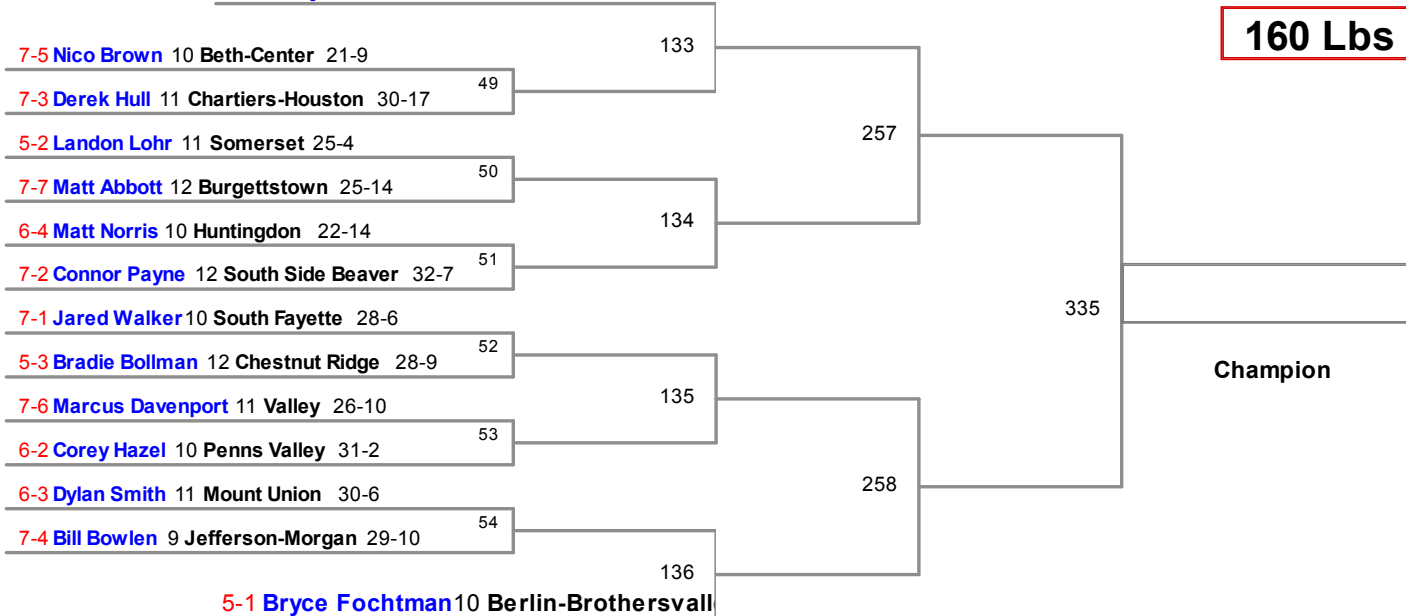 160 Lbs
133
7-5 Nico Brown 10 Beth-Center 21-9
49
7-3 Derek Hull 11 Chartiers-Houston 30-17
5-2 Landon Lohr 11 Somerset 25-4
257
50
7-7 Matt Abbott 12 Burgettstown 25-14
134
6-4 Matt Norris 10 Huntingdon 22-14
51
7-2 Connor Payne 12 South Side Beaver 32-7
7-1 Jared Walker 10 South Fayette 28-6
335
52
5-3 Bradie Bollman 12 Chestnut Ridge 28-9
Champion
135
7-6 Marcus Davenport 11 Valley 26-10
53
6-2 Corey Hazel 10 Penns Valley 31-2
6-3 Dylan Smith 11 Mount Union 30-6
258
54
7-4 Bill Bowlen 9 Jefferson-Morgan 29-10
136
5-1 Bryce Fochtman 10 Berlin-Brothersvall